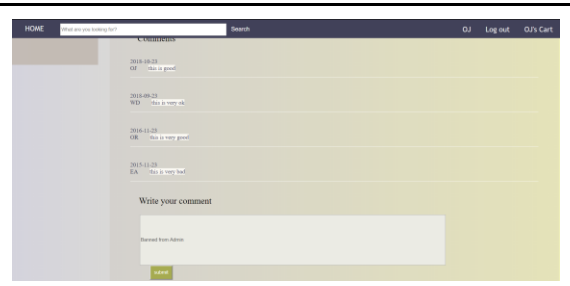 HOME What are you looking for? Search OJ Log out OJ's Cart
Comments
2018-10-23
OJ this is good
2018-09-23
WD this is very ok
2016-11-23
OR this is very good
2015-11-23
EA this is very bad
Write your comment
Banned from Admin
submit